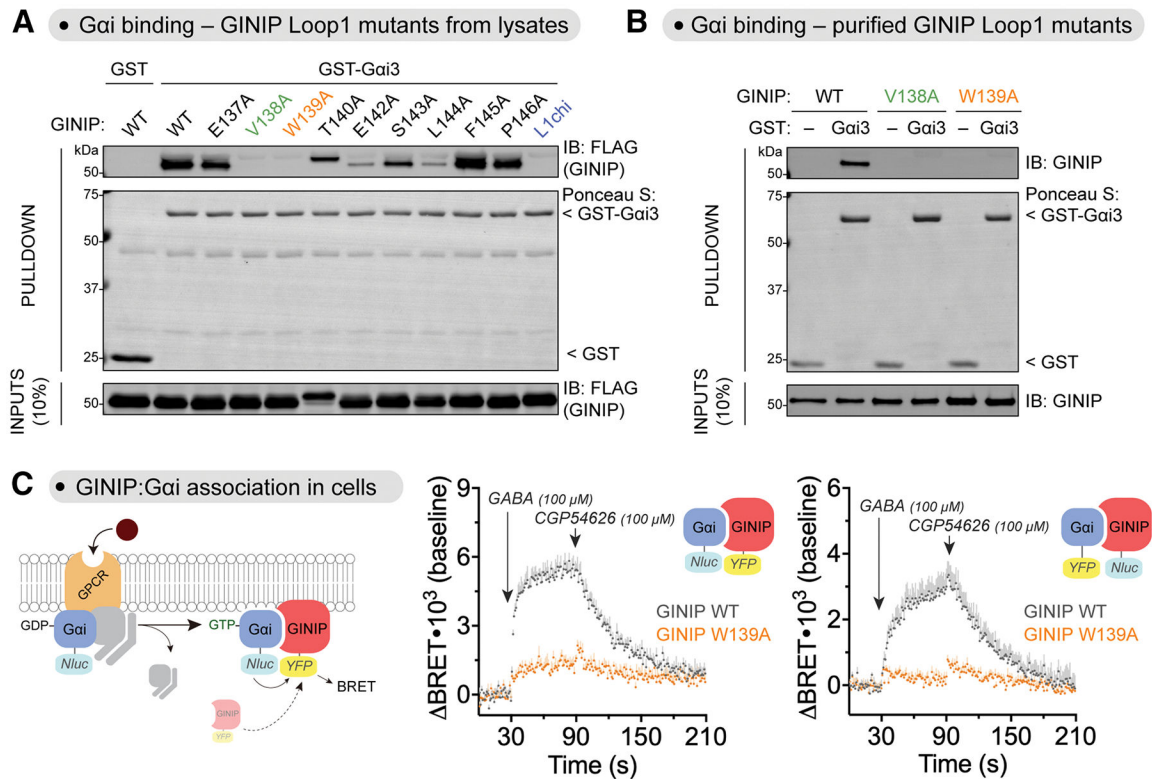 A
• Gαi binding – GINIP Loop1 mutants from lysates
GST
GST-Gαi3
GINIP: WT WT E137A V138A W139A T140A E142A S143A L144A F145A P146A L1chi
kDa
50-
IB: FLAG
(GINIP)
75-
50-
37-
25-
Ponceau S:
< GST-Gαi3
< GST
PULLDOWN
INPUTS
(10%)
50-
IB: FLAG
(GINIP)
B
• Gαi binding – purified GINIP Loop1 mutants
GINIP: WT V138A W139A
GST: – Gαi3 – Gαi3 – Gαi3
kDa
50-
IB: GINIP
75-
50-
37-
25-
Ponceau S:
< GST-Gαi3
< GST
PULLDOWN
INPUTS
(10%)
50-
IB: GINIP
C
• GINIP:Gαi association in cells
GPCR
GDP-
Gαi
Nluc
GTP-
Gαi
GINIP
Nluc
YFP
BRET
GINIP
YFP
ΔBRET•10³ (baseline)
9
6
3
0
GABA (100 µM)
CGP54626 (100 µM)
Gαi
GINIP
Nluc
YFP
GINIP WT
GINIP W139A
30 90 150 210
Time (s)
ΔBRET•10³ (baseline)
6
4
2
0
GABA (100 µM)
CGP54626 (100 µM)
Gαi
GINIP
YFP
Nluc
GINIP WT
GINIP W139A
30 90 150 210
Time (s)